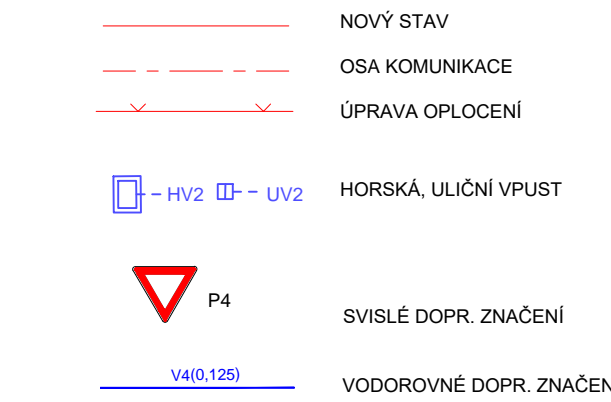 NOVÝ STAV
OSA KOMUNIKACE
ÚPRAVA OPLOCENÍ
HV2 UV2 HORSKÁ, ULIČNÍ VPUST
P4
SVISLÉ DOPR. ZNAČENÍ
V4(0,125)
VODOROVNÉ DOPR. ZNAČEN